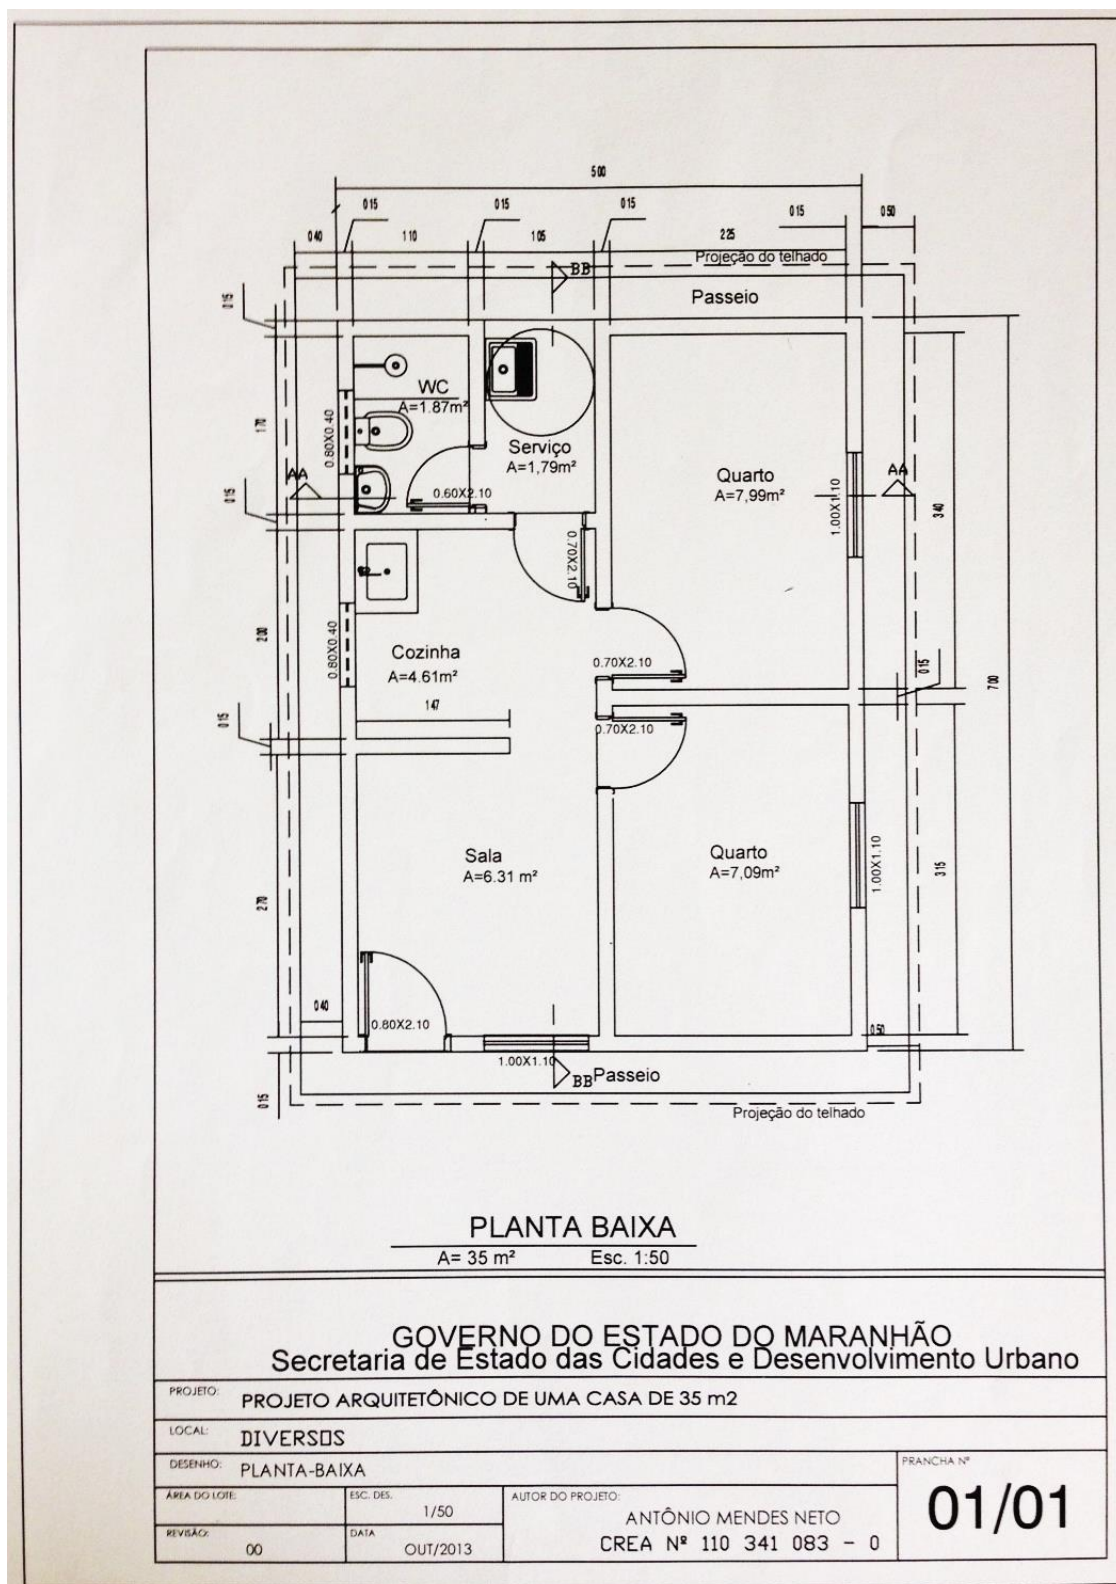 500
015
015
015
015
050
040
110
105
225
Projeção do telhado
BB
Passeio
015
WC
A=1.87m²
170
0.80X0.40
Serviço
A=1,79m²
Quarto
A=7,99m²
AA
AA
015
0.60X2.10
1.00X1.10
340
0.70X2.10
200
0.80X0.40
Cozinha
A=4.61m²
0.70X2.10
015
700
147
015
0.70X2.10
Sala
A=6.31 m²
Quarto
A=7,09m²
1.00X1.10
315
270
040
0.80X2.10
050
1.00X1.10
BB
Passeio
015
Projeção do telhado
PLANTA BAIXA
A= 35 m² Esc. 1:50
GOVERNO DO ESTADO DO MARANHÃO
Secretaria de Estado das Cidades e Desenvolvimento Urbano
PROJETO: PROJETO ARQUITETÔNICO DE UMA CASA DE 35 m2
LOCAL: DIVERSOS
DESENHO: PLANTA-BAIXA
PRANCHA Nº
01/01
ÁREA DO LOTE:
ESC. DES.
1/50
AUTOR DO PROJETO:
ANTÔNIO MENDES NETO
CREA Nº 110 341 083 - 0
REVISÃO:
00
DATA
OUT/2013